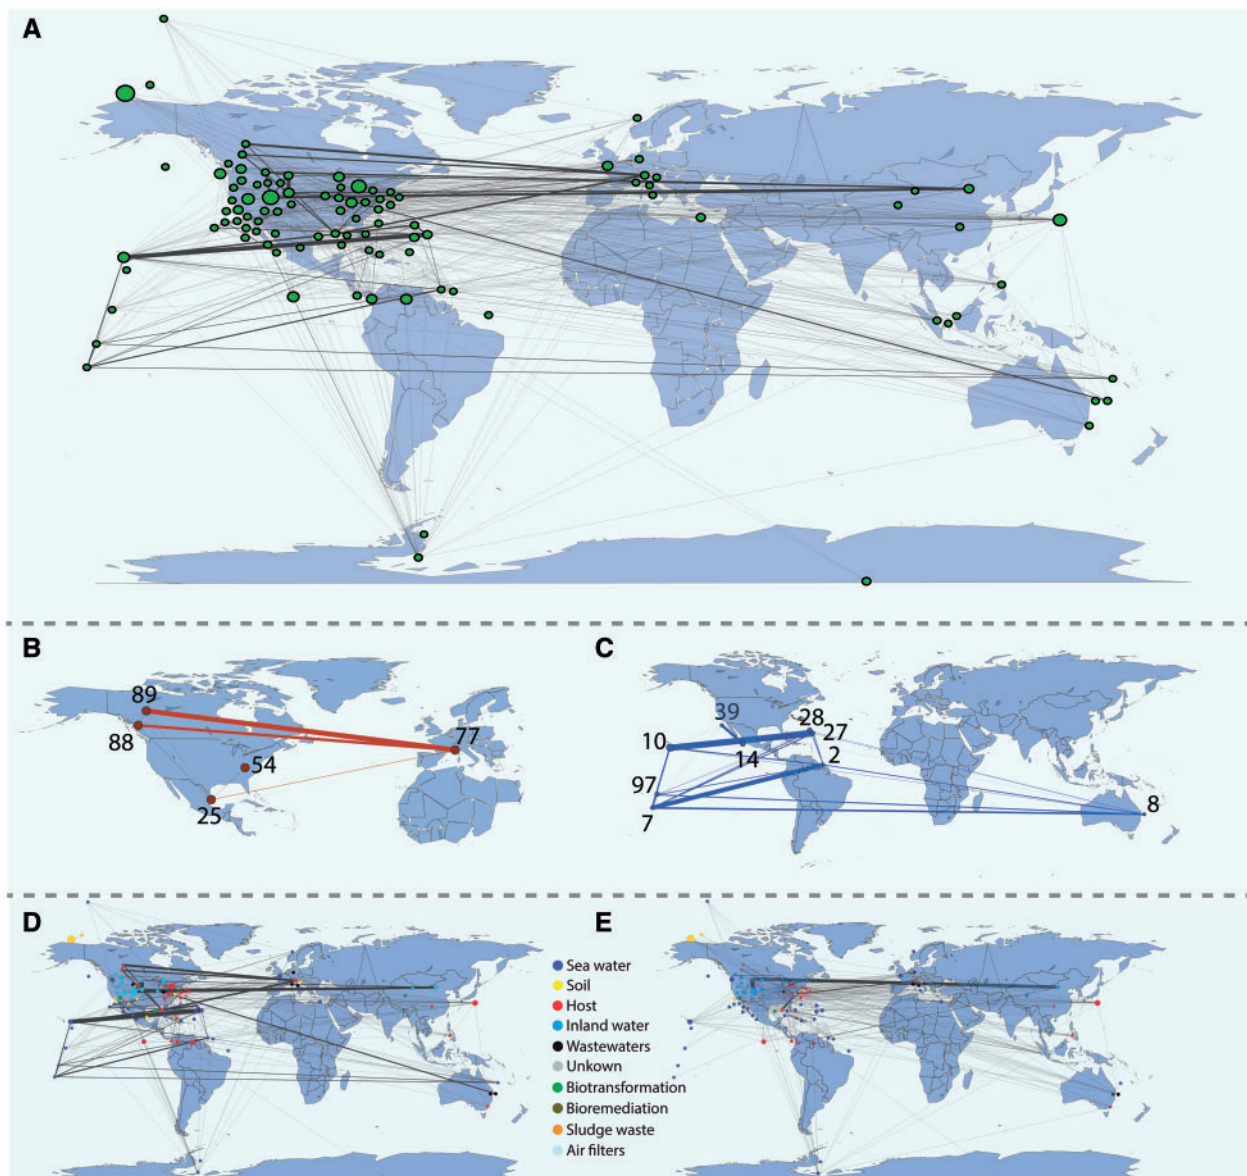 A
B
89
88
77
54
25
C
39
28
27
10
14
2
97
7
8
D
E
Sea water
Soil
Host
Inland water
Wastewaters
Unkown
Biotransformation
Bioremediation
Sludge waste
Air filters